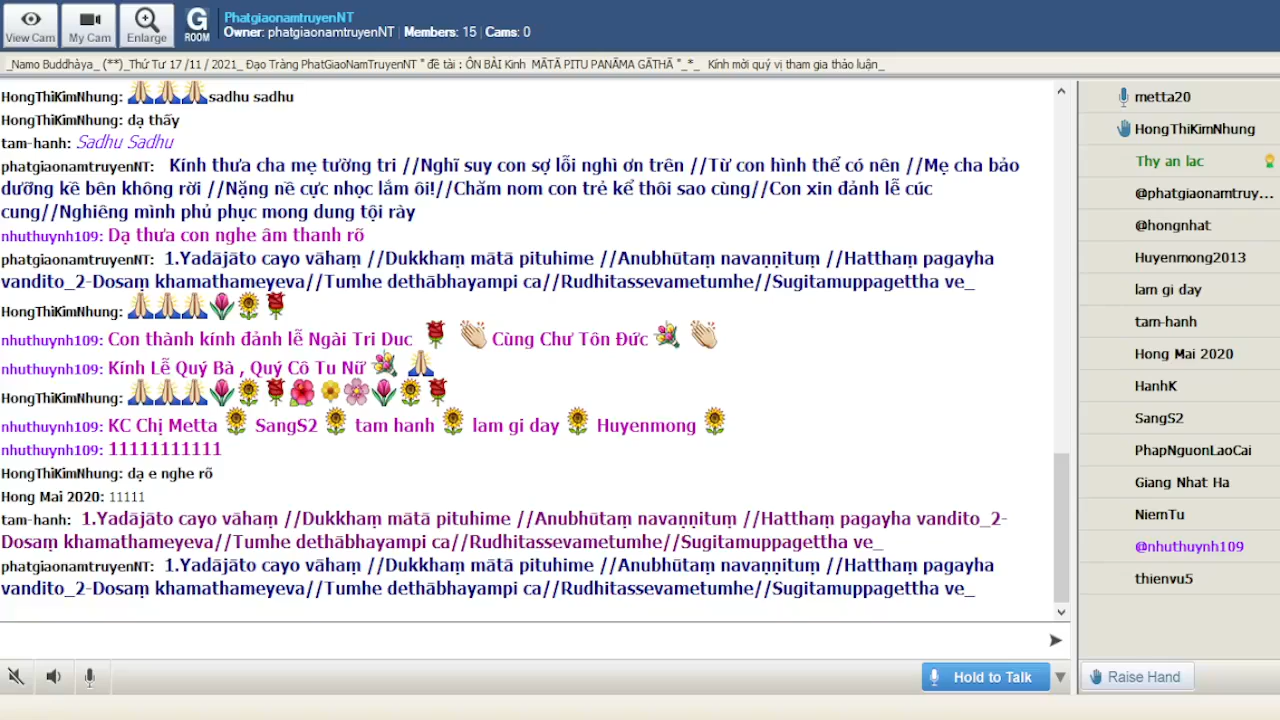 View Cam
My Cam
Enlarge
G
ROOM
PhatgiaonamtruyenNT
Owner: phatgiaonamtruyenNT | Members: 15 | Cams: 0
_Namo Buddhàya_ (**)_Thứ Tư 17 /11 / 2021_ Đạo Tràng PhatGiaoNamTruyenNT " đề tài : ÔN BÀI Kinh MĀTĀ PITU PANĀMA GĀTHĀ "_*_ Kính mời quý vị tham gia thảo luận_
HongThiKimNhung: 🙏🙏🙏sadhu sadhu
HongThiKimNhung: dạ thầy
tam-hanh: Sadhu Sadhu
phatgiaonamtruyenNT: Kính thưa cha mẹ tường tri //Nghĩ suy con sợ lỗi nghì ơn trên //Từ con hình thể có nên //Mẹ cha bảo
dưỡng kề bên không rời //Nặng nề cực nhọc lắm ôi!//Chăm nom con trẻ kể thôi sao cùng//Con xin đảnh lễ cúc
cung//Nghiêng mình phủ phục mong dung tội rày
nhuthuynh109: Dạ thưa con nghe âm thanh rõ
phatgiaonamtruyenNT: 1.Yadājāto cayo vāhaṃ //Dukkhaṃ mātā pituhime //Anubhūtaṃ navaṇṇituṃ //Hatthaṃ pagayha
vandito_2-Dosaṃ khamathameyeva//Tumhe dethābhayampi ca//Rudhitassevametumhe//Sugitamuppagettha ve_
HongThiKimNhung: 🙏🙏🙏🌷🌻🌹
nhuthuynh109: Con thành kính đảnh lễ Ngài Tri Duc 🌹 👏 Cùng Chư Tôn Đức 💐 👏
nhuthuynh109: Kính Lễ Quý Bà , Quý Cô Tu Nữ 💐 🙏
HongThiKimNhung: 🙏🙏🙏🌷🌻🌹🌺🌼🌸🌷🌻🌹
nhuthuynh109: KC Chị Metta 🌻 SangS2 🌻 tam hanh 🌻 lam gi day 🌻 Huyenmong 🌻
nhuthuynh109: 11111111111
HongThiKimNhung: dạ e nghe rõ
Hong Mai 2020: 11111
tam-hanh: 1.Yadājāto cayo vāhaṃ //Dukkhaṃ mātā pituhime //Anubhūtaṃ navaṇṇituṃ //Hatthaṃ pagayha vandito_2-
Dosaṃ khamathameyeva//Tumhe dethābhayampi ca//Rudhitassevametumhe//Sugitamuppagettha ve_
phatgiaonamtruyenNT: 1.Yadājāto cayo vāhaṃ //Dukkhaṃ mātā pituhime //Anubhūtaṃ navaṇṇituṃ //Hatthaṃ pagayha
vandito_2-Dosaṃ khamathameyeva//Tumhe dethābhayampi ca//Rudhitassevametumhe//Sugitamuppagettha ve_
Hold to Talk
metta20
HongThiKimNhung
Thy an lac
@phatgiaonamtruy...
@hongnhat
Huyenmong2013
lam gi day
tam-hanh
Hong Mai 2020
HanhK
SangS2
PhapNguonLaoCai
Giang Nhat Ha
NiemTu
@nhuthuynh109
thienvu5
Raise Hand